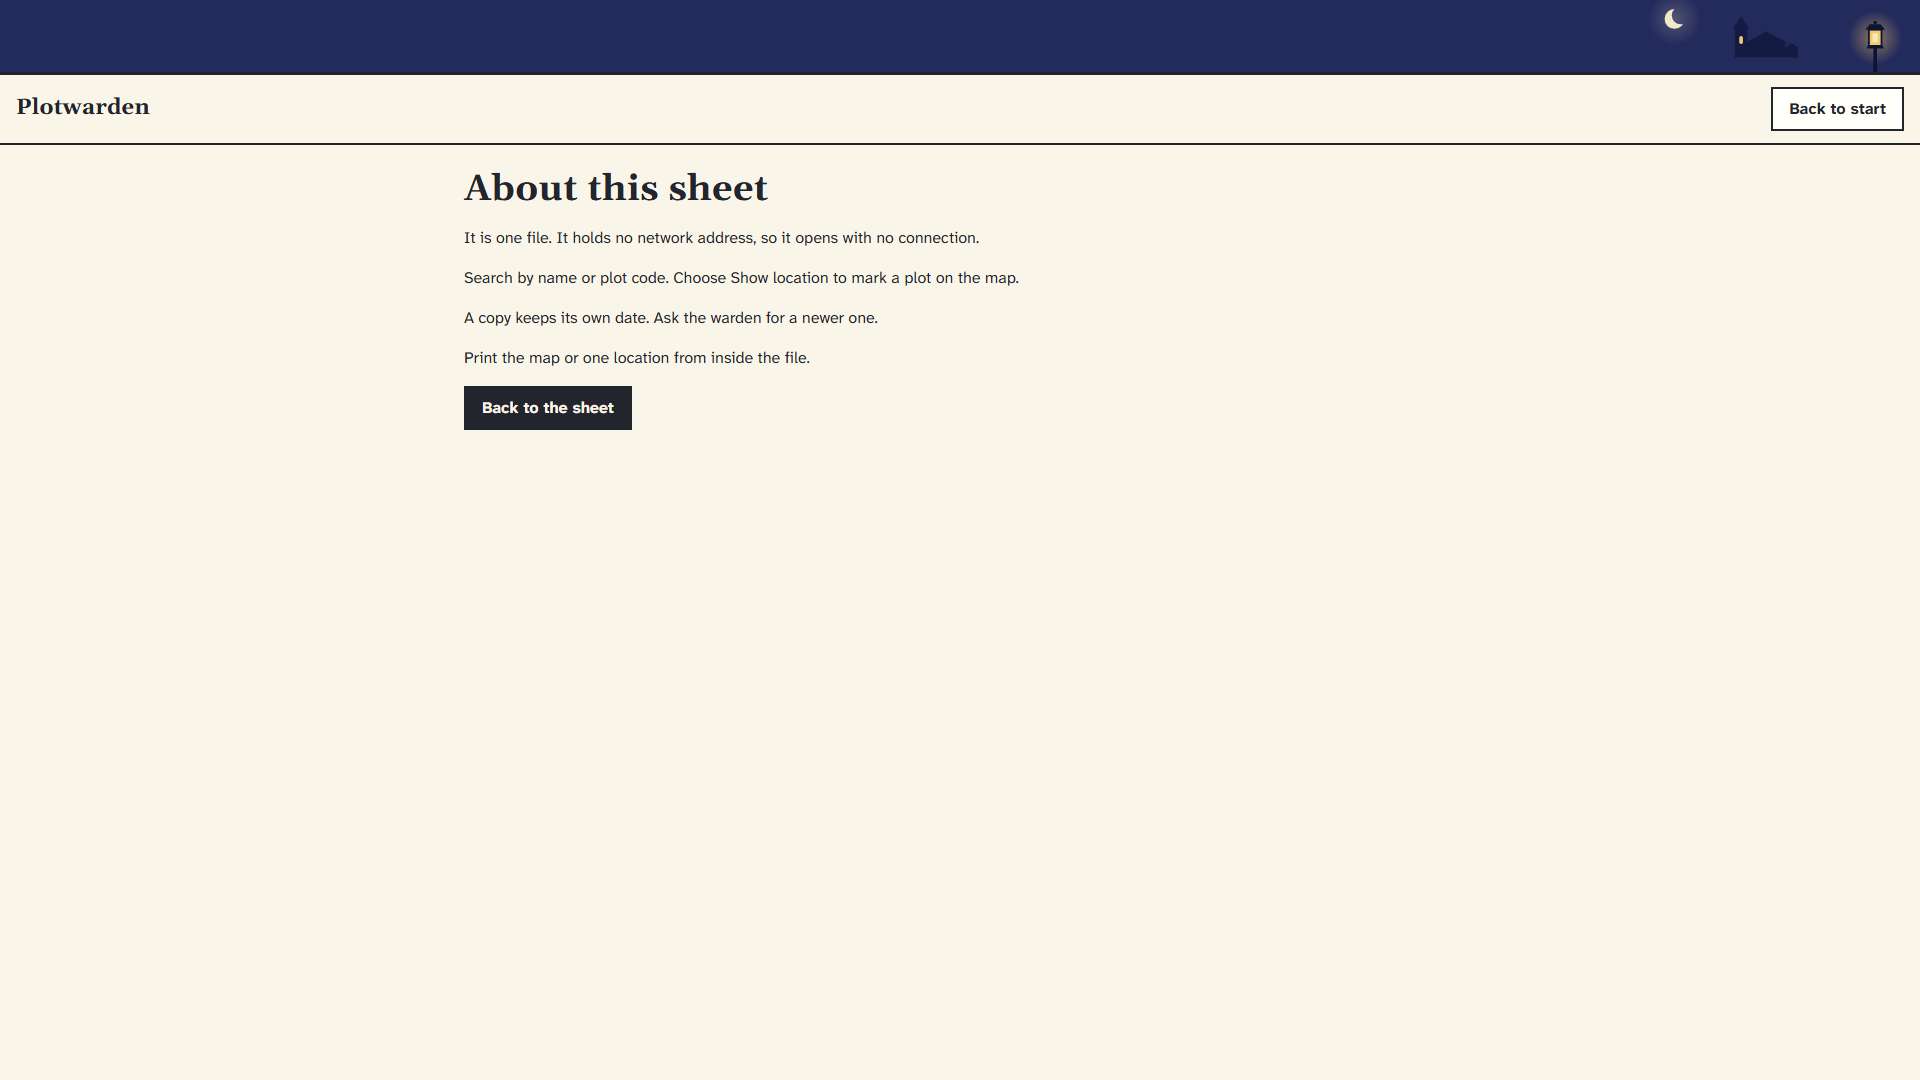 Plotwarden
Back to start
About this sheet
It is one file. It holds no network address, so it opens with no connection.
Search by name or plot code. Choose Show location to mark a plot on the map.
A copy keeps its own date. Ask the warden for a newer one.
Print the map or one location from inside the file.
Back to the sheet